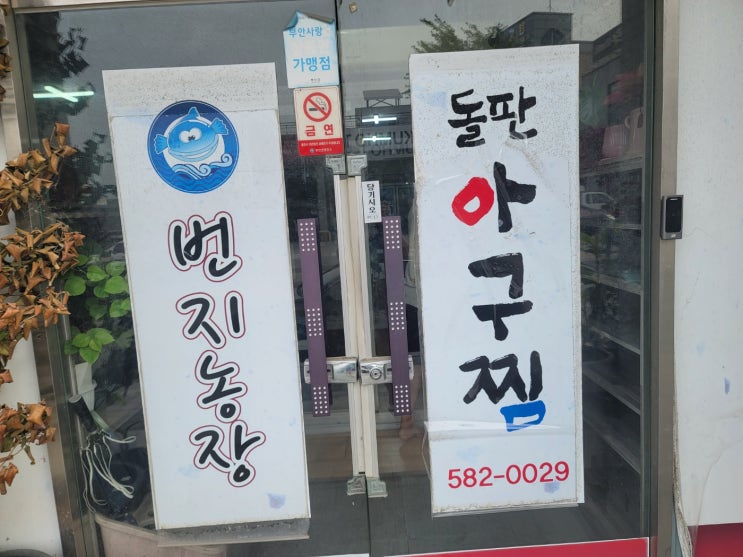 부안사랑
가맹점
금연
당기시오
번지농장
돌판
아구찜
582-0029